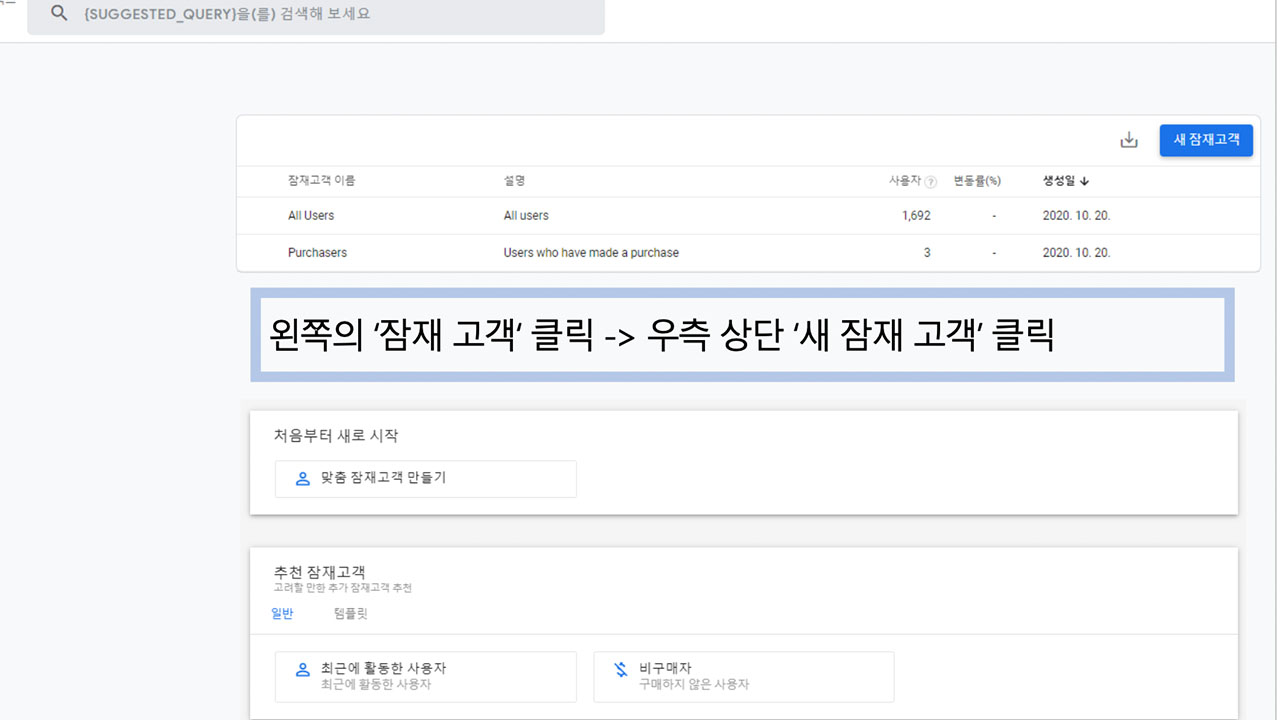 {SUGGESTED_QUERY}을(를) 검색해 보세요
새 잠재고객
잠재고객 이름 설명 사용자 ? 변동률(%) 생성일 ↓
All Users All users 1,692 - 2020. 10. 20.
Purchasers Users who have made a purchase 3 - 2020. 10. 20.
왼쪽의 ‘잠재 고객‘ 클릭 -> 우측 상단 ‘새 잠재 고객’ 클릭
처음부터 새로 시작
맞춤 잠재고객 만들기
추천 잠재고객
고려할 만한 추가 잠재고객 추천
일반 템플릿
최근에 활동한 사용자 비구매자
최근에 활동한 사용자 구매하지 않은 사용자